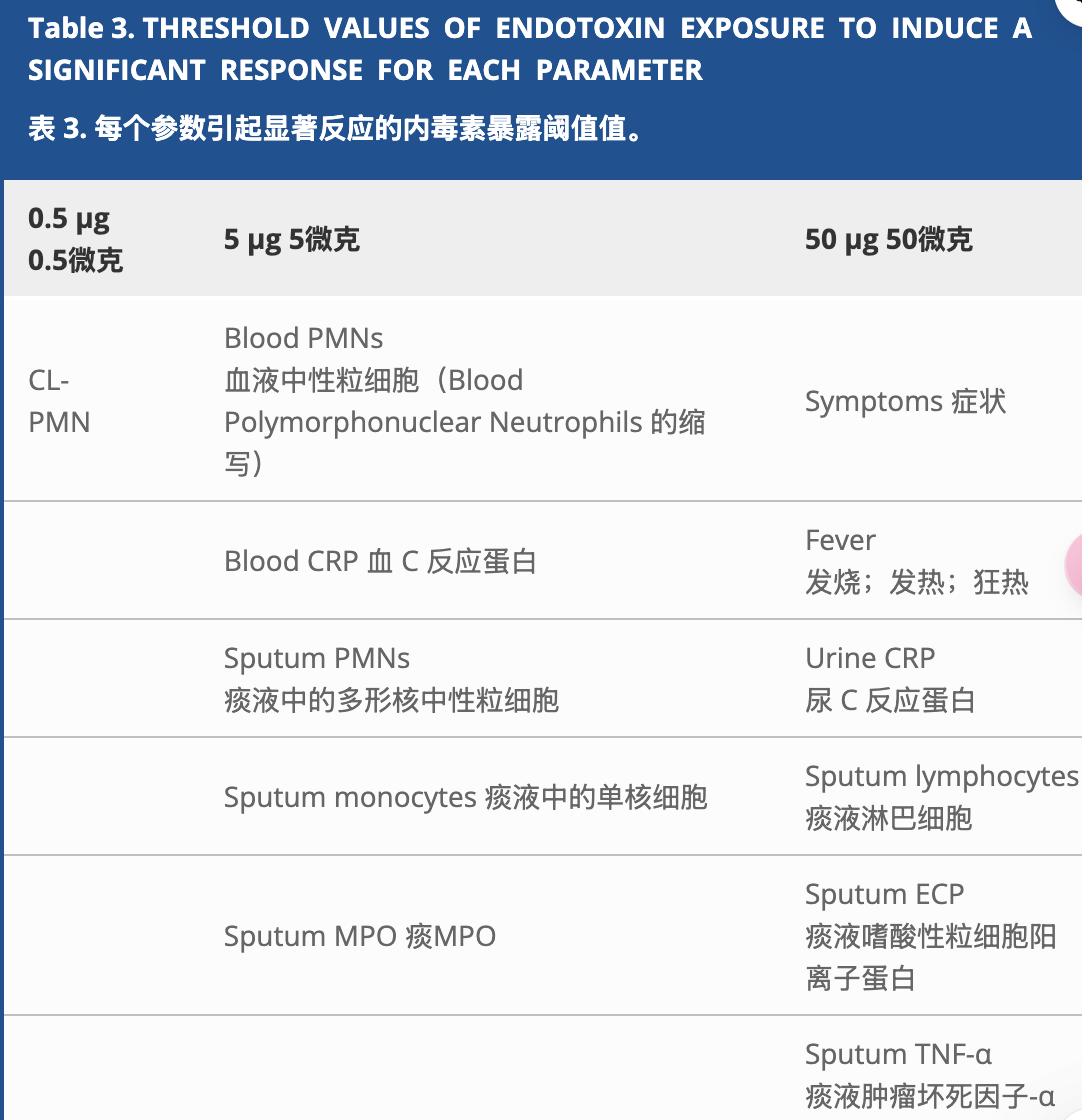 Table 3. THRESHOLD VALUES OF ENDOTOXIN EXPOSURE TO INDUCE A
SIGNIFICANT RESPONSE FOR EACH PARAMETER
表 3. 每个参数引起显著反应的内毒素暴露阈值值。
0.5 μg
0.5微克
5 μg 5微克
50 μg 50微克
CL-
PMN
Blood PMNs
血液中性粒细胞（Blood
Polymorphonuclear Neutrophils 的缩
写）
Symptoms 症状
Blood CRP 血 C 反应蛋白
Fever
发烧；发热；狂热
Sputum PMNs
痰液中的多形核中性粒细胞
Urine CRP
尿 C 反应蛋白
Sputum monocytes 痰液中的单核细胞
Sputum lymphocytes
痰液淋巴细胞
Sputum MPO 痰MPO
Sputum ECP
痰液嗜酸性粒细胞阳
离子蛋白
Sputum TNF-α
痰液肿瘤坏死因子-α